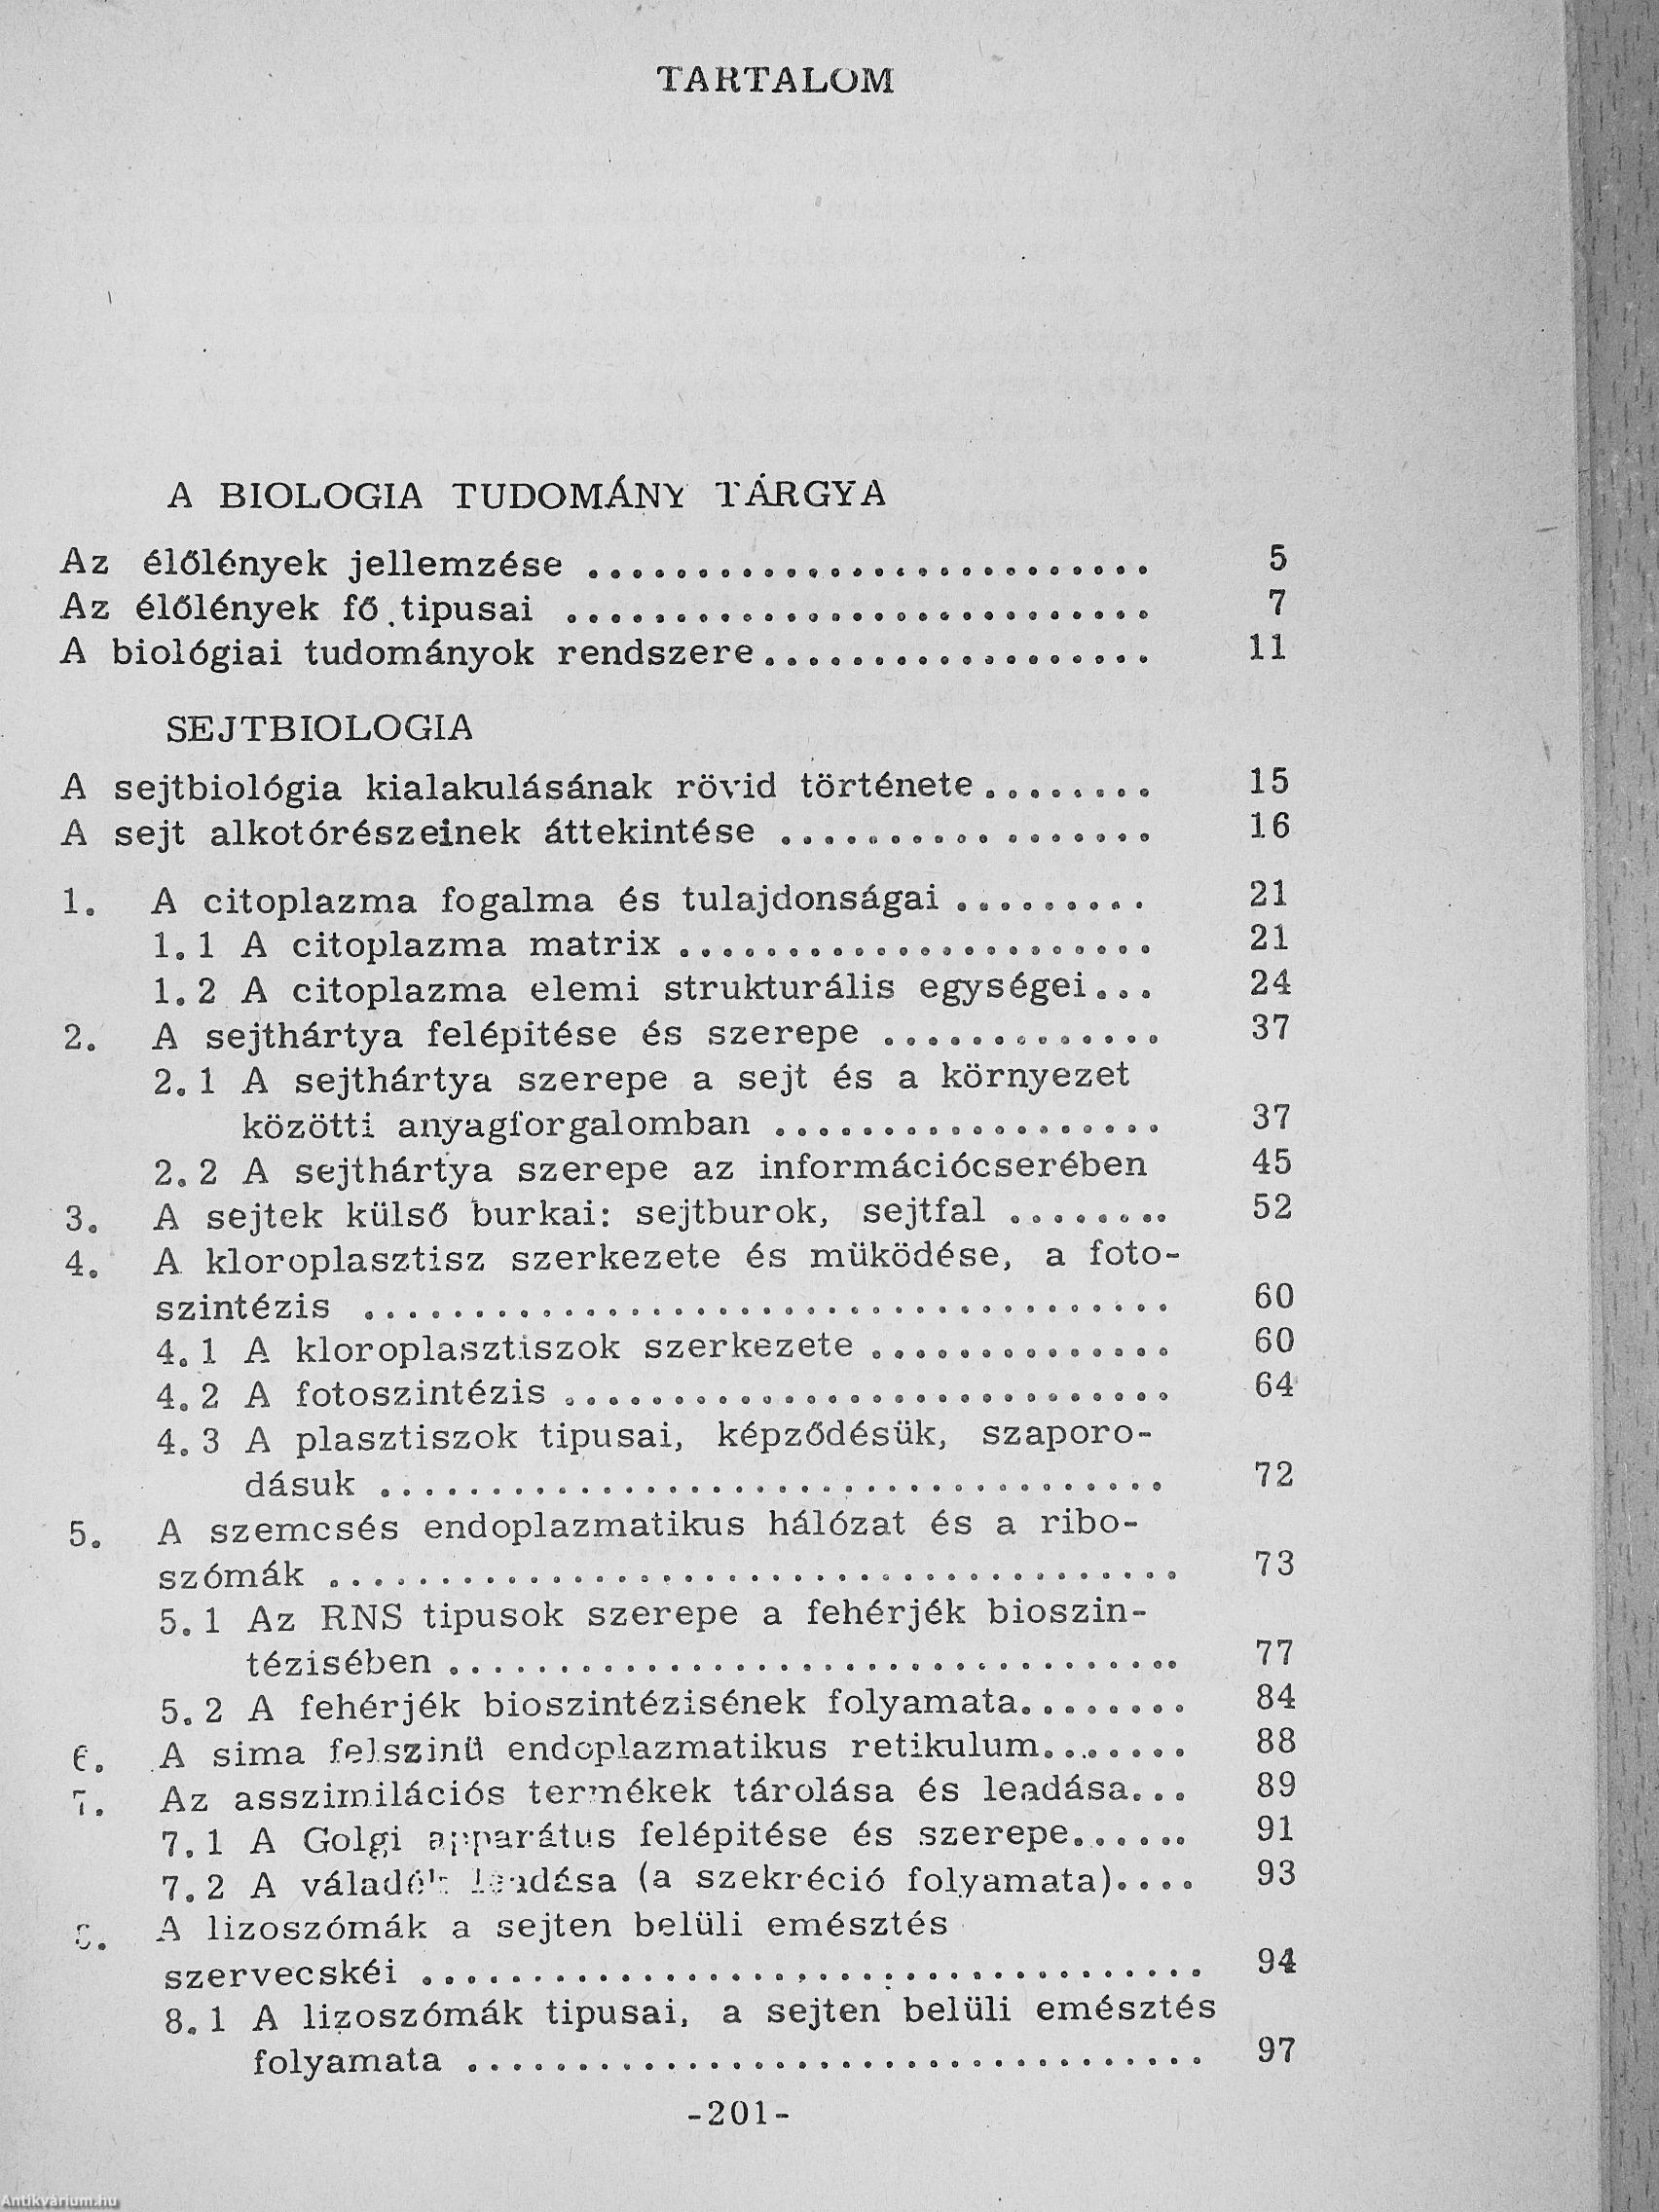 TARTALOM
A BIOLOGIA TUDOMÁNY TÁRGYA
Az élőlények jellemzése ........................... 5
Az élőlények fő tipusai ........................... 7
A biológiai tudományok rendszere.................. 11
SEJTBIOLOGIA
A sejtbiológia kialakulásának rövid története........ 15
A sejt alkotórészeinek áttekintése ................. 16
1. A citoplazma fogalma és tulajdonságai ......... 21
1.1 A citoplazma matrix ...................... 21
1.2 A citoplazma elemi strukturális egységei... 24
2. A sejthártya felépitése és szerepe ............. 37
2.1 A sejthártya szerepe a sejt és a környezet
közötti anyagforgalomban .................. 37
2.2 A sejthártya szerepe az információcserében 45
3. A sejtek külső burkai: sejtburok, sejtfal ........ 52
4. A kloroplasztisz szerkezete és müködése, a foto-
szintézis ..................................... 60
4.1 A kloroplasztiszok szerkezete .............. 60
4.2 A fotoszintézis ............................ 64
4.3 A plasztiszok tipusai, képződésük, szaporo-
dásuk .................................... 72
5. A szemcsés endoplazmatikus hálózat és a ribo-
szómák ....................................... 73
5.1 Az RNS tipusok szerepe a fehérjék bioszin-
tézisében .................................. 77
5.2 A fehérjék bioszintézisének folyamata........ 84
6. A sima felszinü endoplazmatikus retikulum....... 88
7. Az asszimilációs termékek tárolása és leadása... 89
7.1 A Golgi apparátus felépitése és szerepe...... 91
7.2 A váladék leadása (a szekréció folyamata).... 93
8. A lizoszómák a sejten belüli emésztés
szervecskéi .................................... 94
8.1 A lizoszómák tipusai, a sejten belüli emésztés
folyamata .................................. 97
-201-
Antikvárium.hu